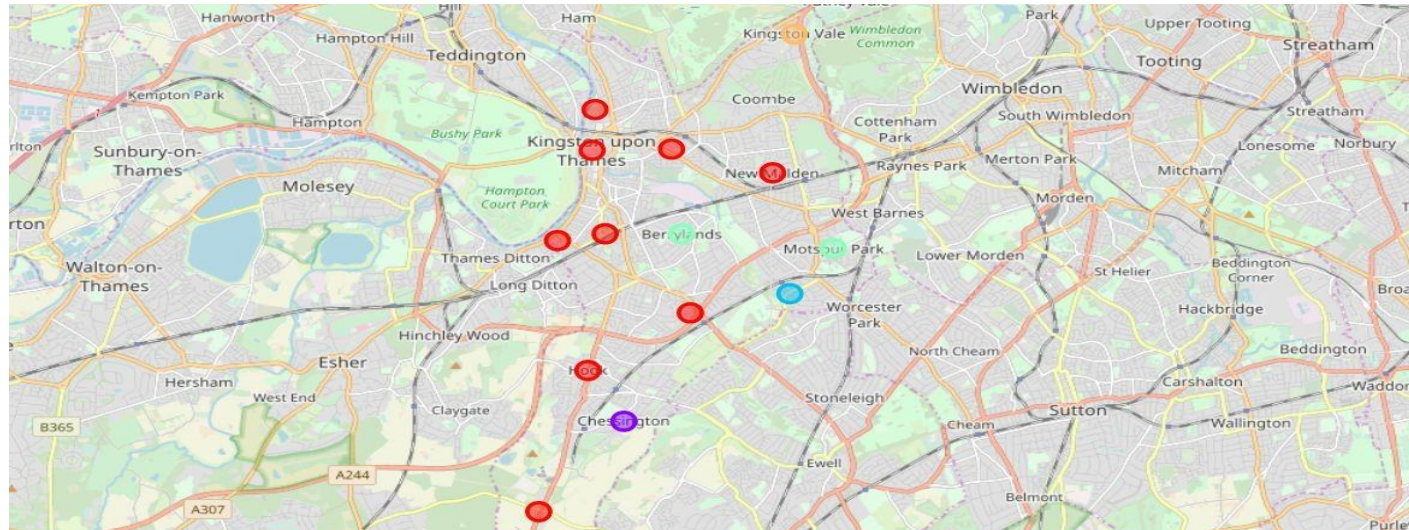 Hanworth
Hill
Ham
Kingston Vale
Wimbledon
Common
Park
Upper Tooting
Streatham
Hampton Hill
Teddington
Tooting
Kempton Park
Coombe
Wimbledon
Streatham
Hampton
Bushy Park
Cottenham
Park
South Wimbledon
Lonesome
Norbury
Sunbury-on-
Thames
Kingston upon
Thames
Raynes Park
Merton Park
Mitcham
Molesey
Hampton
Court Park
New Malden
Morden
West Barnes
Berrylands
Motspur Park
Thames Ditton
Lower Morden
St Helier
Beddington
Corner
Walton-on-
Thames
Long Ditton
Worcester
Park
Hackbridge
Hinchley Wood
North Cheam
Beddington
Esher
Hook
Hersham
West End
Claygate
Stoneleigh
Carshalton
Waddon
B365
Chessington
Cheam
Sutton
Wallington
Ewell
A244
A307
Belmont
Purley